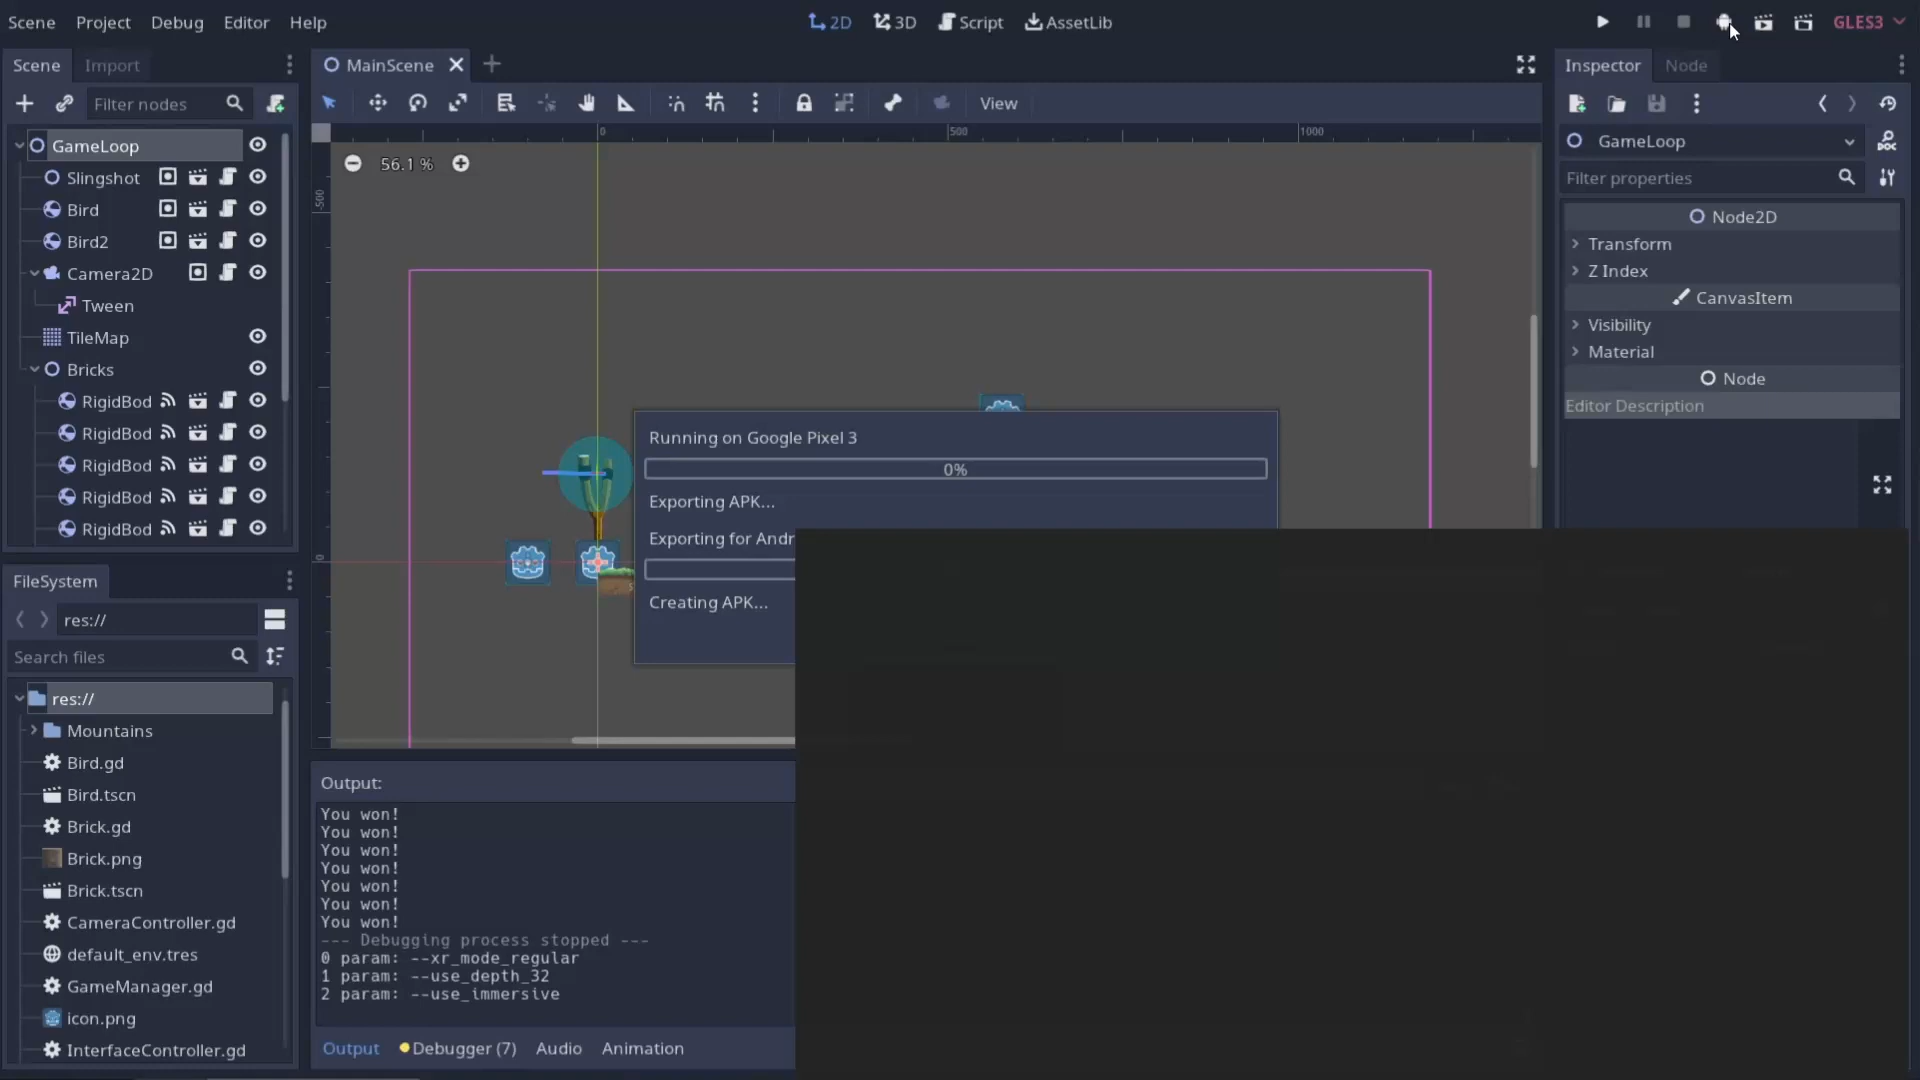 Scene Project Debug Editor Help
2D 3D Script AssetLib
GLES3
Scene Import
MainScene
Inspector Node
Filter nodes
View
GameLoop
Slingshot
Bird
Bird2
Camera2D
Tween
TileMap
Bricks
RigidBod
RigidBod
RigidBod
RigidBod
RigidBod
0 500 1000
-500
0
56.1 %
Running on Google Pixel 3
0%
Exporting APK...
Exporting for Andr
Creating APK...
GameLoop
DOC
Filter properties
Node2D
Transform
Z Index
CanvasItem
Visibility
Material
Node
Editor Description
FileSystem
res://
Search files
res://
Mountains
Bird.gd
Bird.tscn
Brick.gd
Brick.png
Brick.tscn
CameraController.gd
default_env.tres
GameManager.gd
icon.png
InterfaceController.gd
Output:
You won!
You won!
You won!
You won!
You won!
You won!
You won!
--- Debugging process stopped ---
0 param: --xr_mode_regular
1 param: --use_depth_32
2 param: --use_immersive
Output Debugger (7) Audio Animation